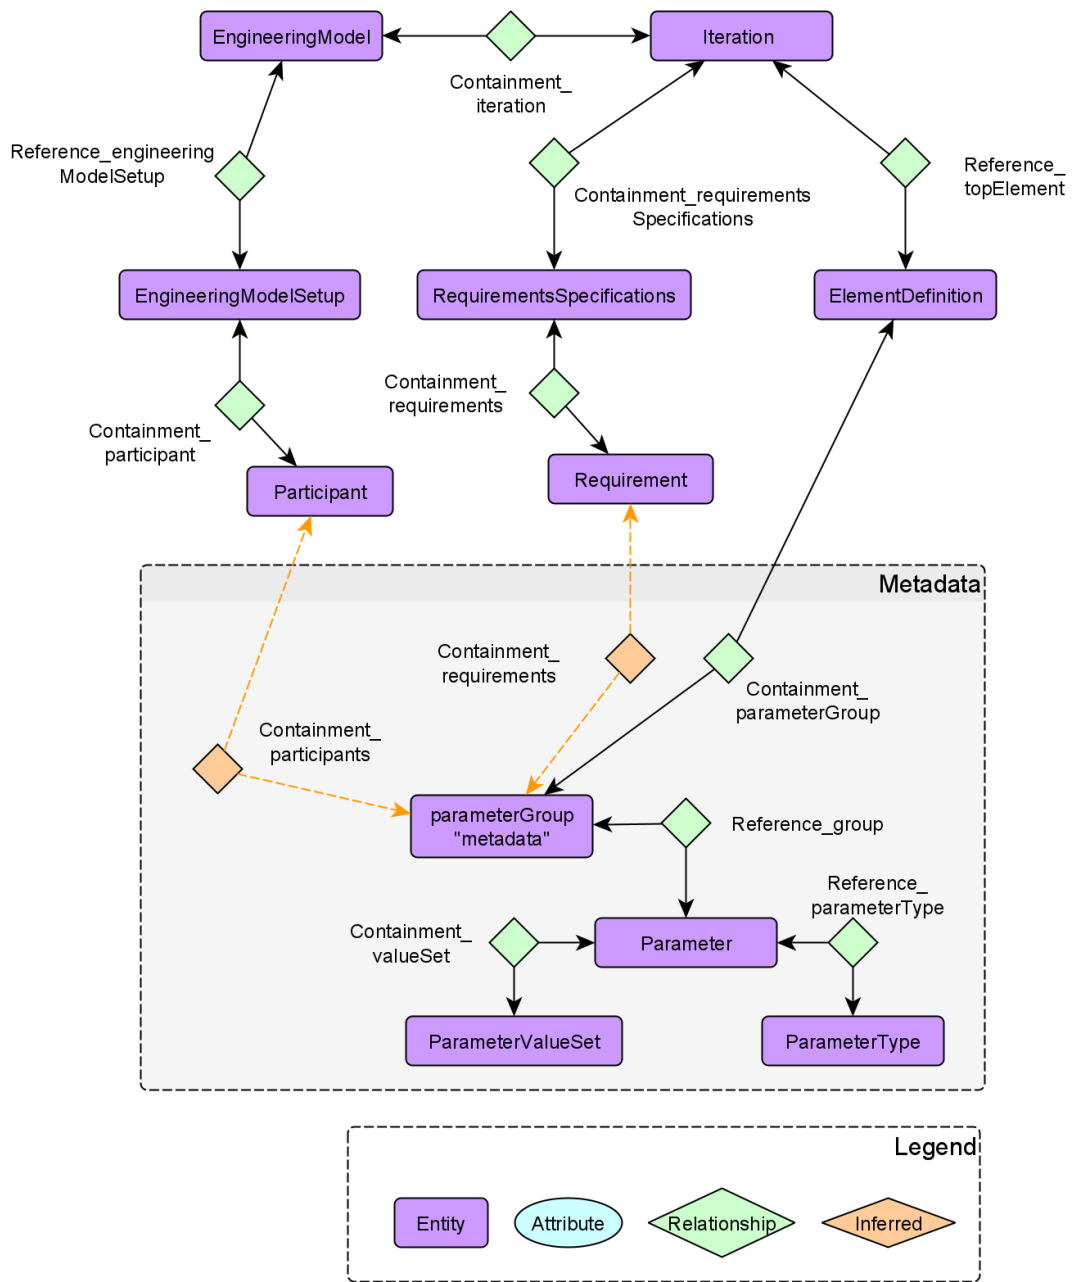 EngineeringModel
Iteration
Containment_
iteration
Reference_engineering
ModelSetup
Containment_requirements
Specifications
Reference_
topElement
EngineeringModelSetup
RequirementsSpecifications
ElementDefinition
Containment_
participant
Containment_
requirements
Participant
Requirement
Metadata
Containment_
requirements
Containment_
parameterGroup
Containment_
participants
parameterGroup
"metadata"
Reference_group
Reference_
parameterType
Containment_
valueSet
Parameter
ParameterValueSet
ParameterType
Legend
Entity
Attribute
Relationship
Inferred